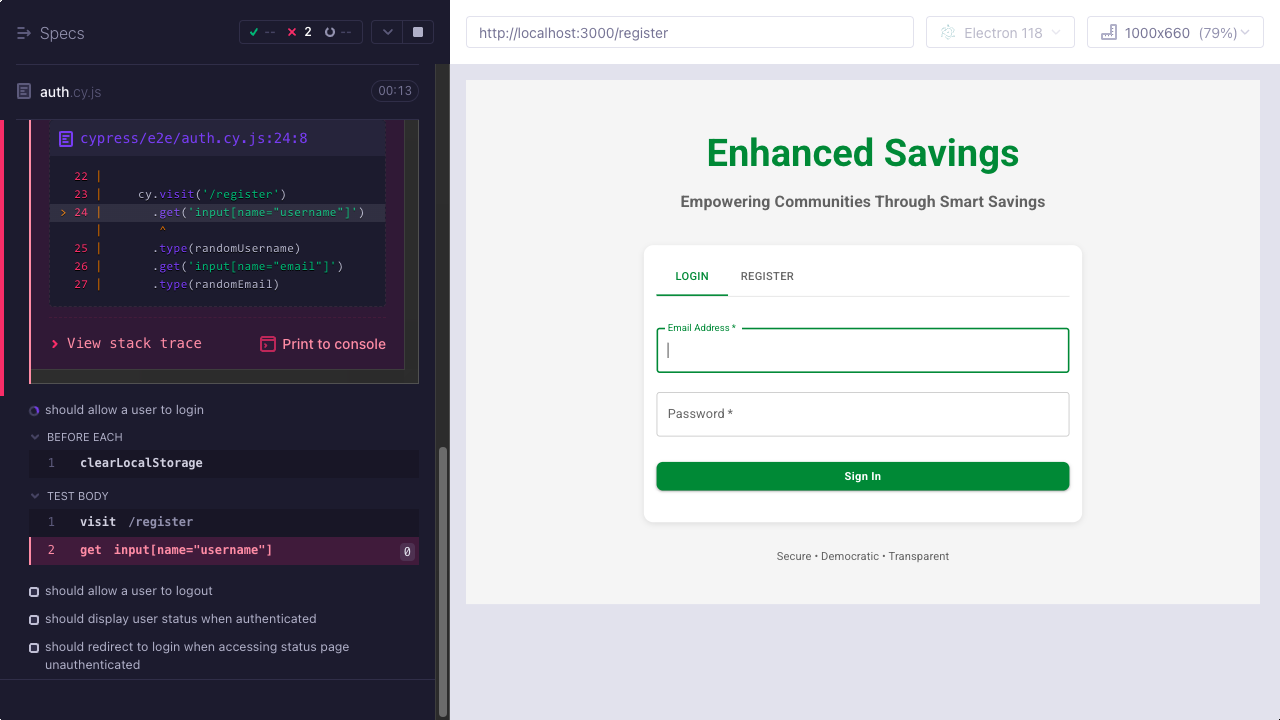 Specs
-- 2 --
auth.cy.js
00:13
cypress/e2e/auth.cy.js:24:8
22 |
23 | cy.visit('/register')
> 24 | .get('input[name="username"]')
| ^
25 | .type(randomUsername)
26 | .get('input[name="email"]')
27 | .type(randomEmail)
View stack trace
Print to console
should allow a user to login
BEFORE EACH
1 clearLocalStorage
TEST BODY
1 visit /register
2 get input[name="username"] 0
should allow a user to logout
should display user status when authenticated
should redirect to login when accessing status page
unauthenticated
http://localhost:3000/register
Electron 118
1000x660 (79%)
Enhanced Savings
Empowering Communities Through Smart Savings
LOGIN REGISTER
Email Address *
Password *
Sign In
Secure • Democratic • Transparent